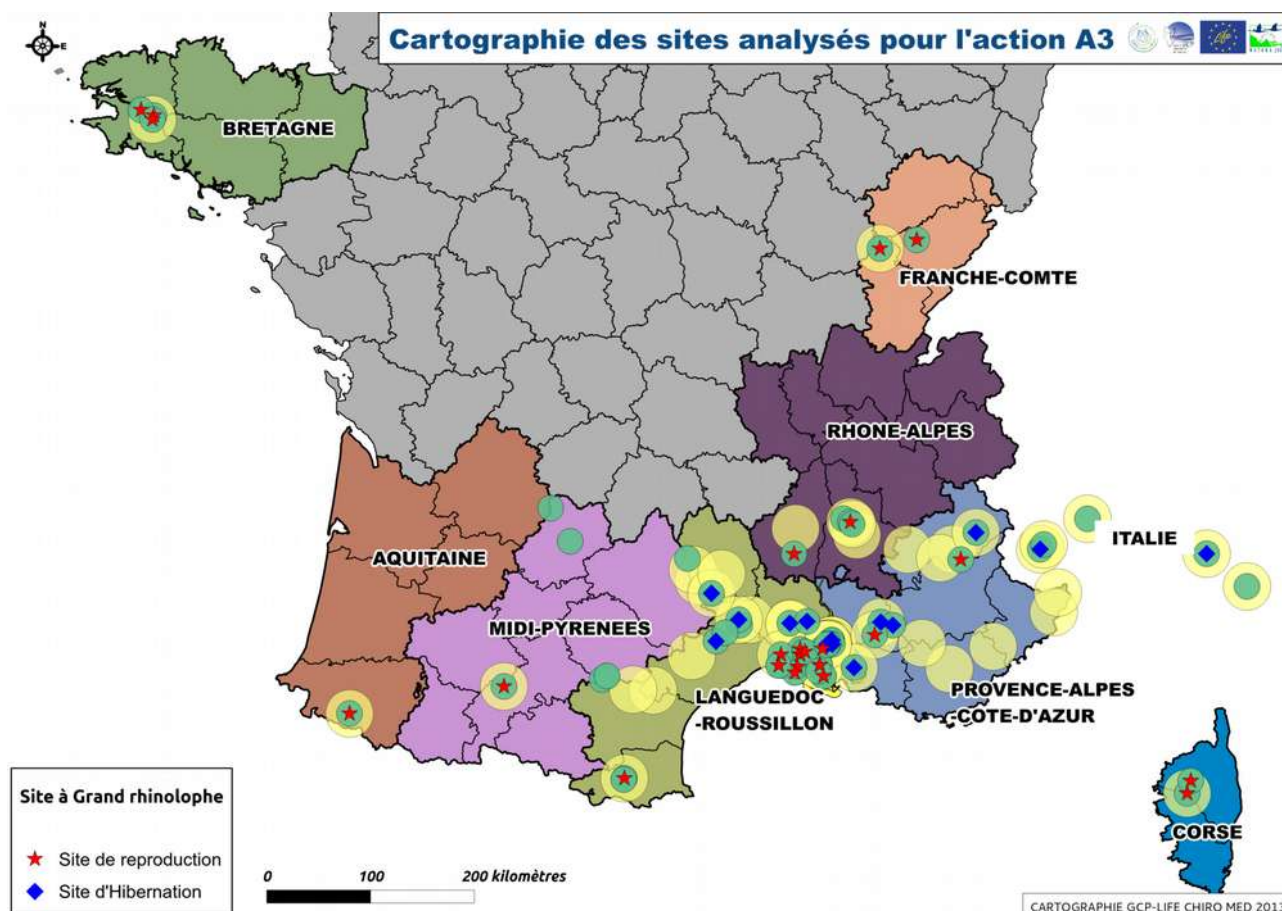 Cartographie des sites analysés pour l'action A3
N
E
BRETAGNE
FRANCHE-COMTE
RHONE-ALPES
ITALIE
AQUITAINE
MIDI-PYRENEES
LANGUEDOC
-ROUSSILLON
PROVENCE-ALPES
-COTE-D'AZUR
CORSE
Site à Grand rhinolophe
Site de reproduction
Site d'Hibernation
0 100 200 kilomètres
CARTOGRAPHIE GCP-LIFE CHIRO MED 2013